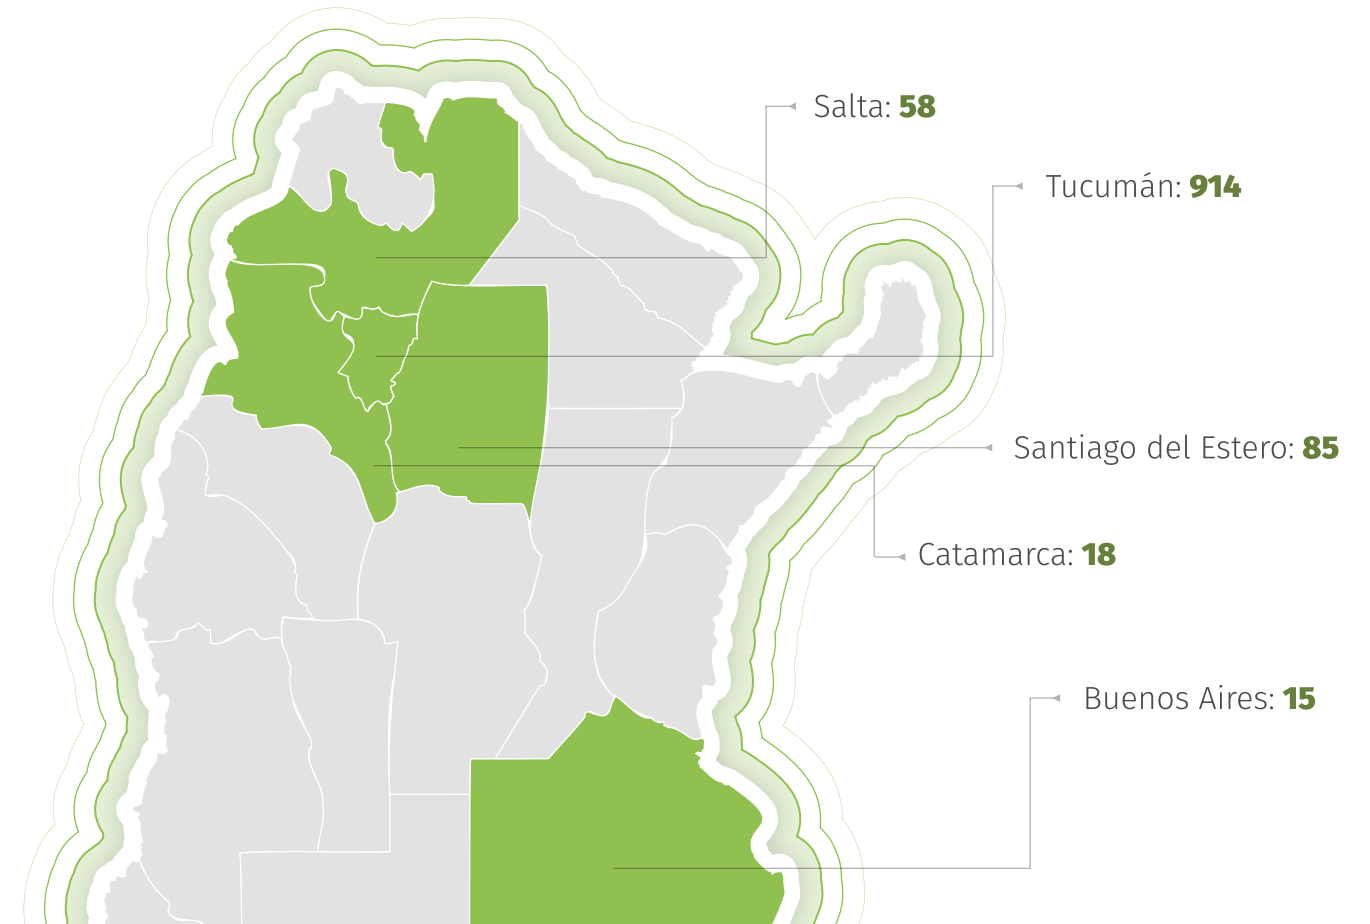 Salta: 58
Tucumán: 914
Santiago del Estero: 85
Catamarca: 18
Buenos Aires: 15